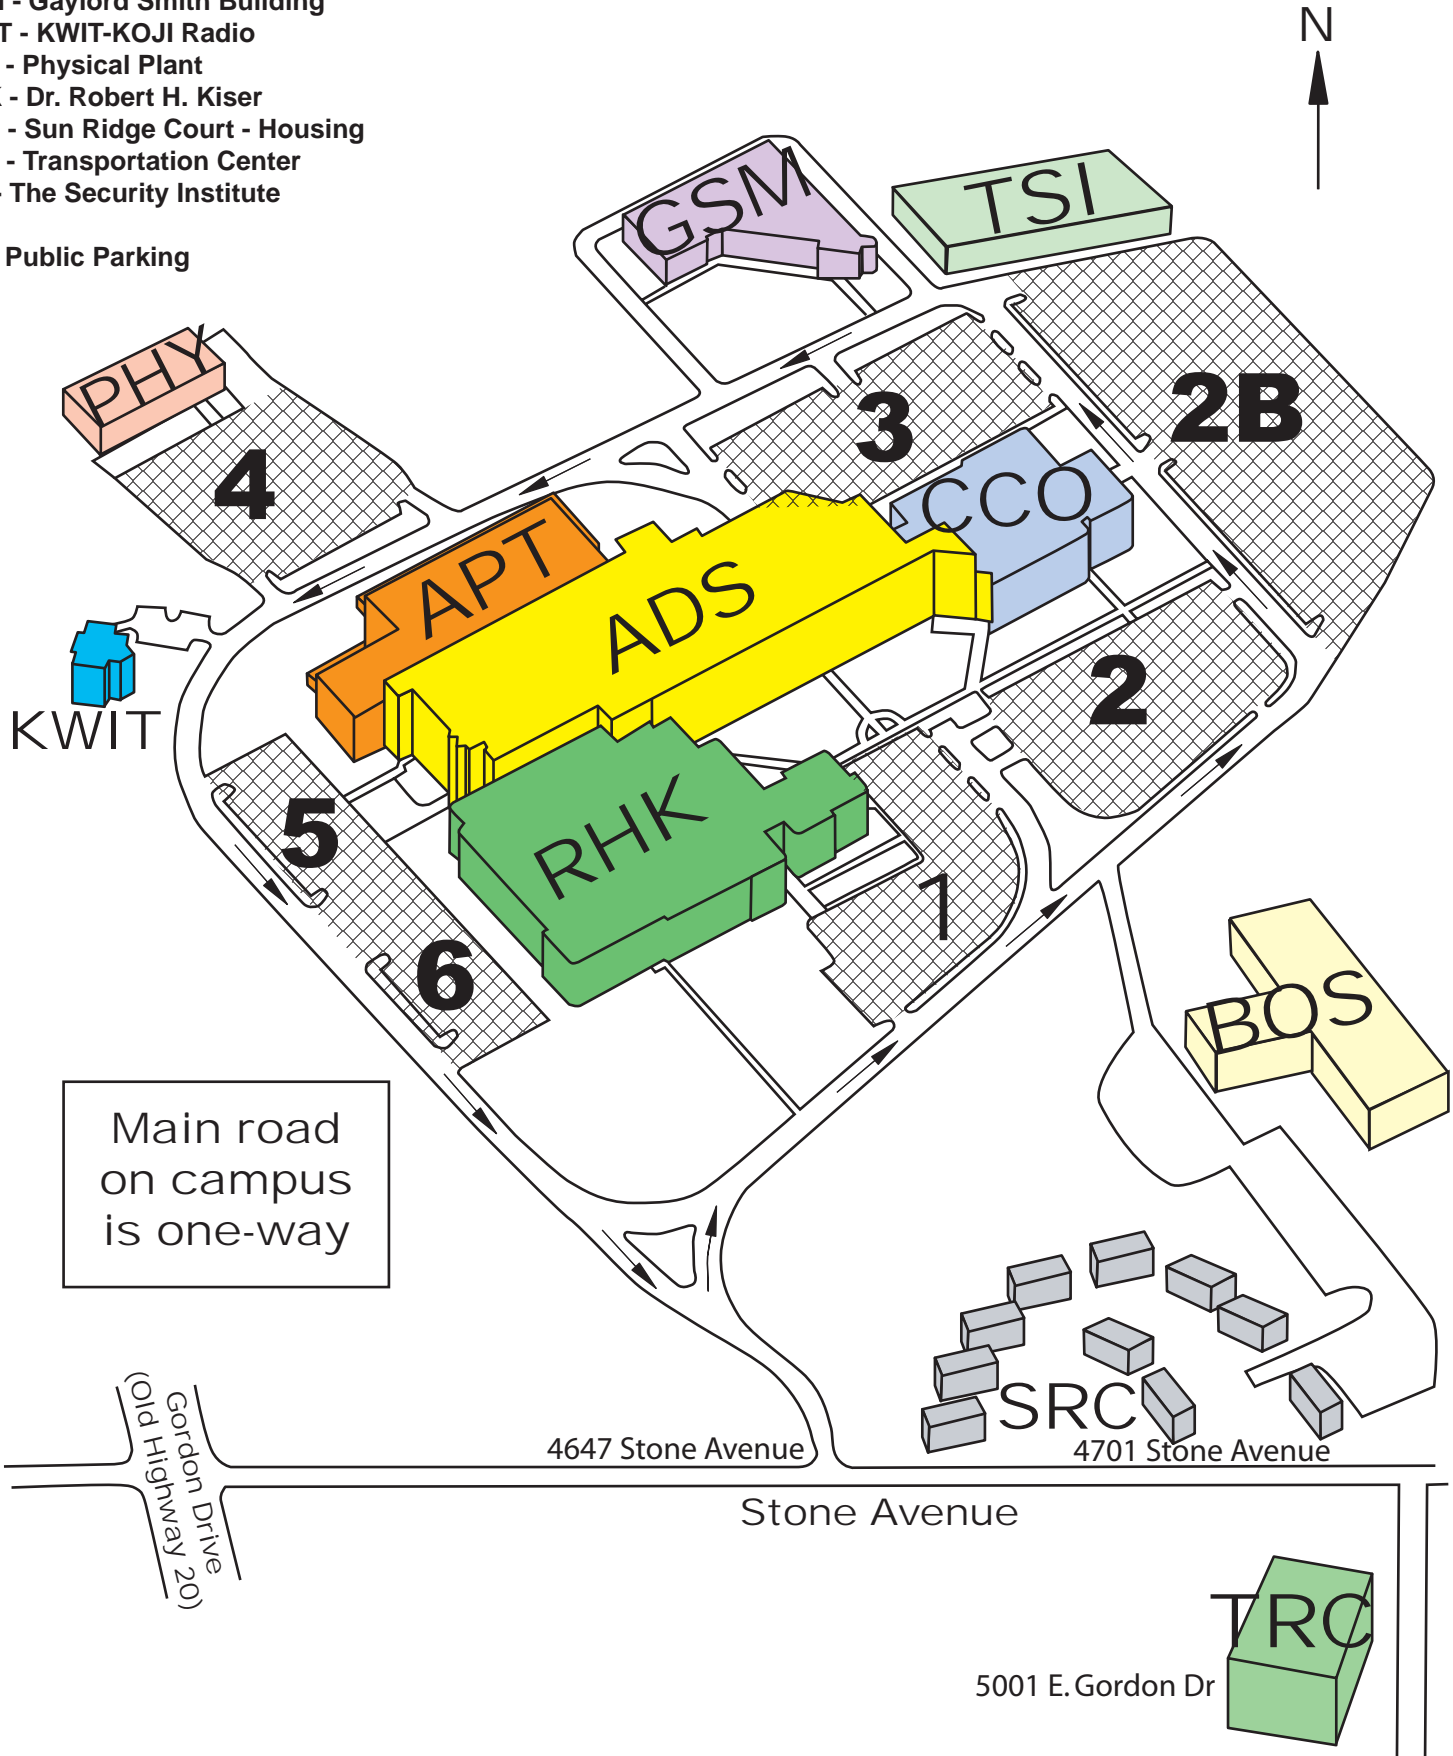 - Gaylord Smith Building
T - KWIT-KOJI Radio
- Physical Plant
- Dr. Robert H. Kiser
- Sun Ridge Court - Housing
- Transportation Center
- The Security Institute
Public Parking
N
GSM
TSI
PHY
3
2B
4
CCO
APT
ADS
2
KWIT
5
RHK
1
6
BOS
Main road
on campus
is one-way
SRC
4647 Stone Avenue
4701 Stone Avenue
Gordon Drive
(Old Highway 20)
Stone Avenue
TRC
5001 E. Gordon Dr